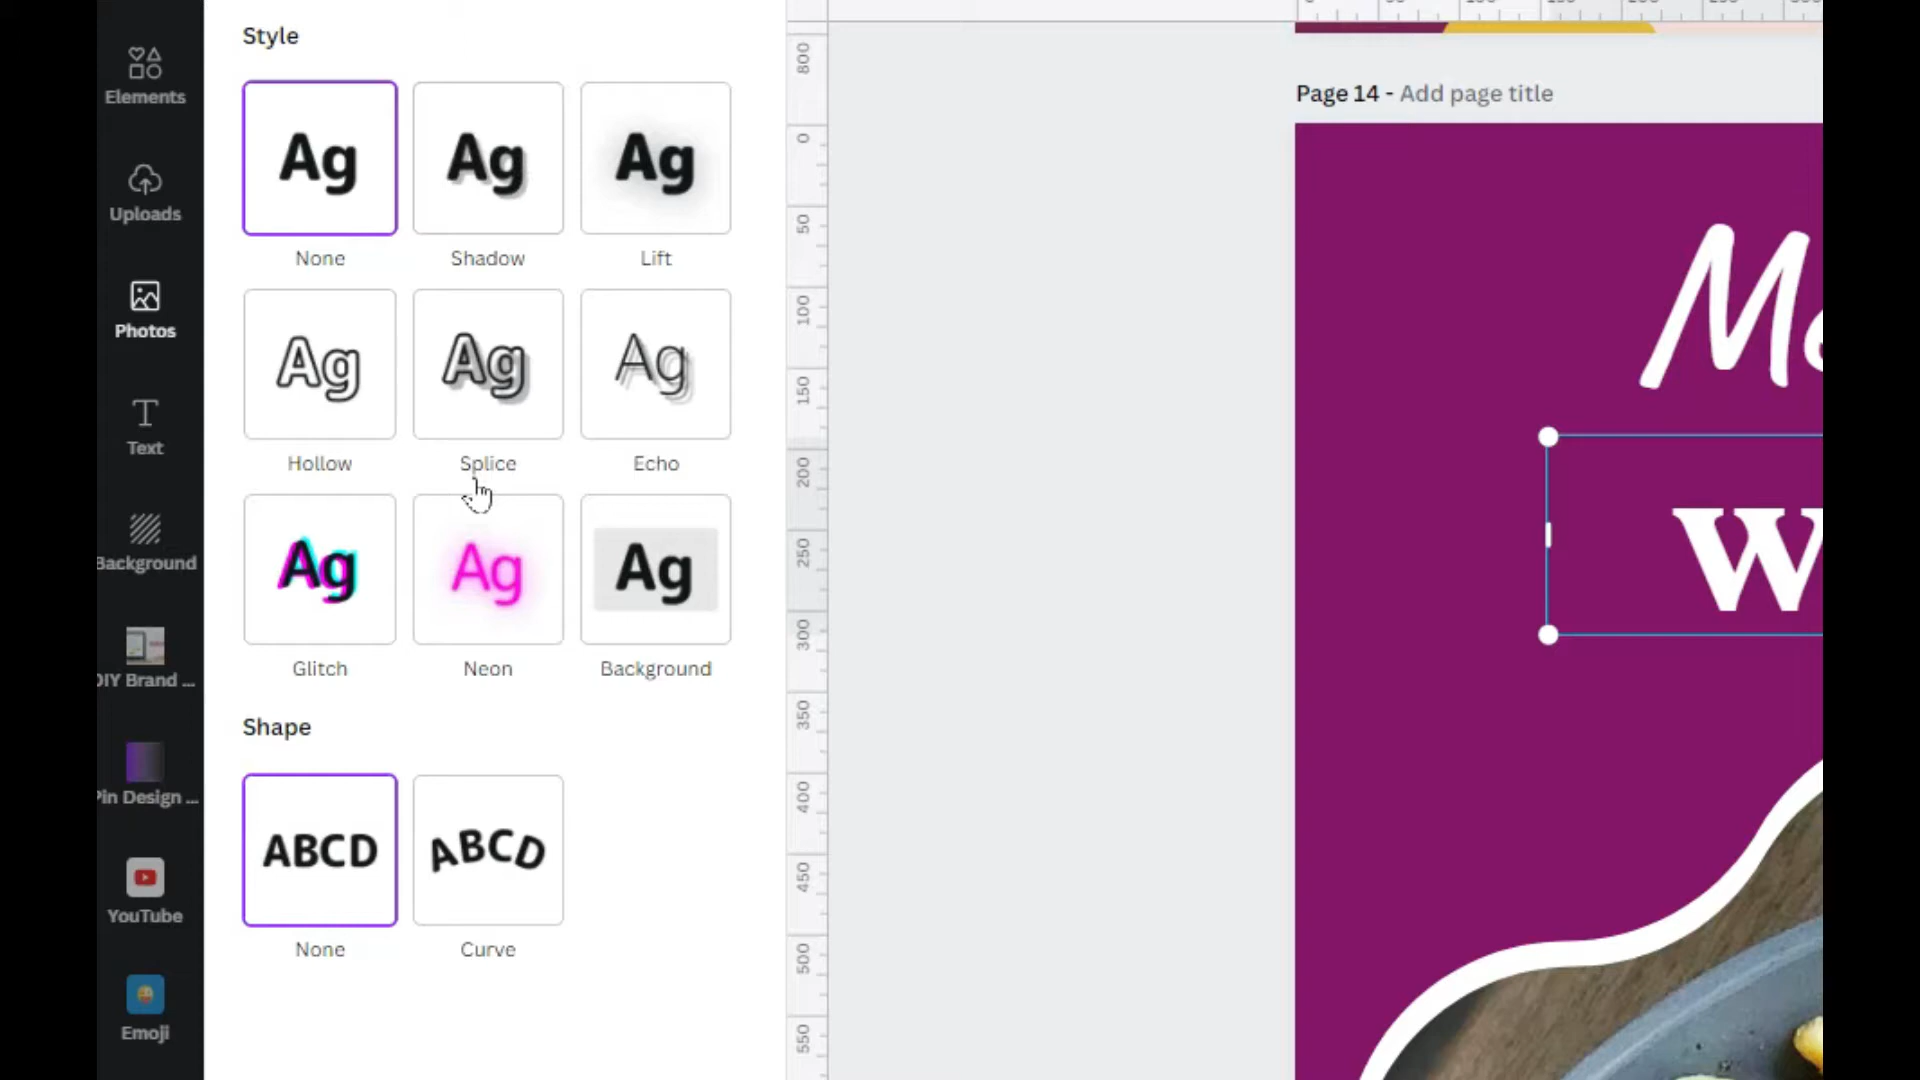 Style
Elements
Page 14 - Add page title
Ag Ag Ag
Uploads
None Shadow Lift
Photos
Ag Ag Ag
Text
Hollow Splice Echo
Background
Ag Ag Ag
DIY Brand ...
Glitch Neon Background
Shape
Pin Design ...
ABCD ABCD
YouTube
None Curve
Emoji
800
0
50
100
150
200
250
300
350
400
450
500
550
M
W